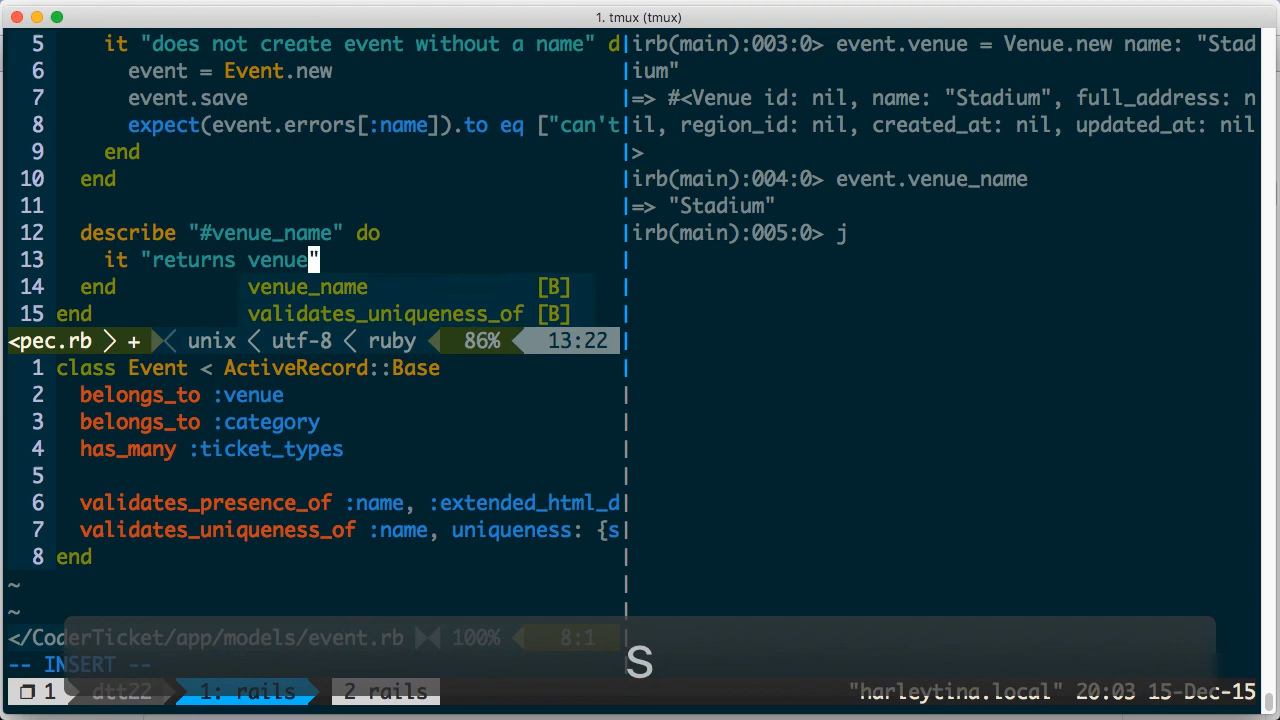 1. tmux (tmux)
5 it "does not create event without a name" d
6 event = Event.new
7 event.save
8 expect(event.errors[:name]).to eq ["can't
9 end
10 end
11
12 describe "#venue_name" do
13 it "returns venue"
14 end venue_name [B]
15 end validates_uniqueness_of [B]
<pec.rb > + < unix < utf-8 < ruby 86% 13:22
1 class Event < ActiveRecord::Base
2 belongs_to :venue
3 belongs_to :category
4 has_many :ticket_types
5
6 validates_presence_of :name, :extended_html_d
7 validates_uniqueness_of :name, uniqueness: {s
8 end
~
~
</CoderTicket/app/models/event.rb 100% 8:1
-- INSERT --
irb(main):003:0> event.venue = Venue.new name: "Stad
ium"
=> #<Venue id: nil, name: "Stadium", full_address: n
il, region_id: nil, created_at: nil, updated_at: nil
>
irb(main):004:0> event.venue_name
=> "Stadium"
irb(main):005:0> j
S
1 dtt22 1: rails 2 rails "harleytina.local" 20:03 15-Dec-15